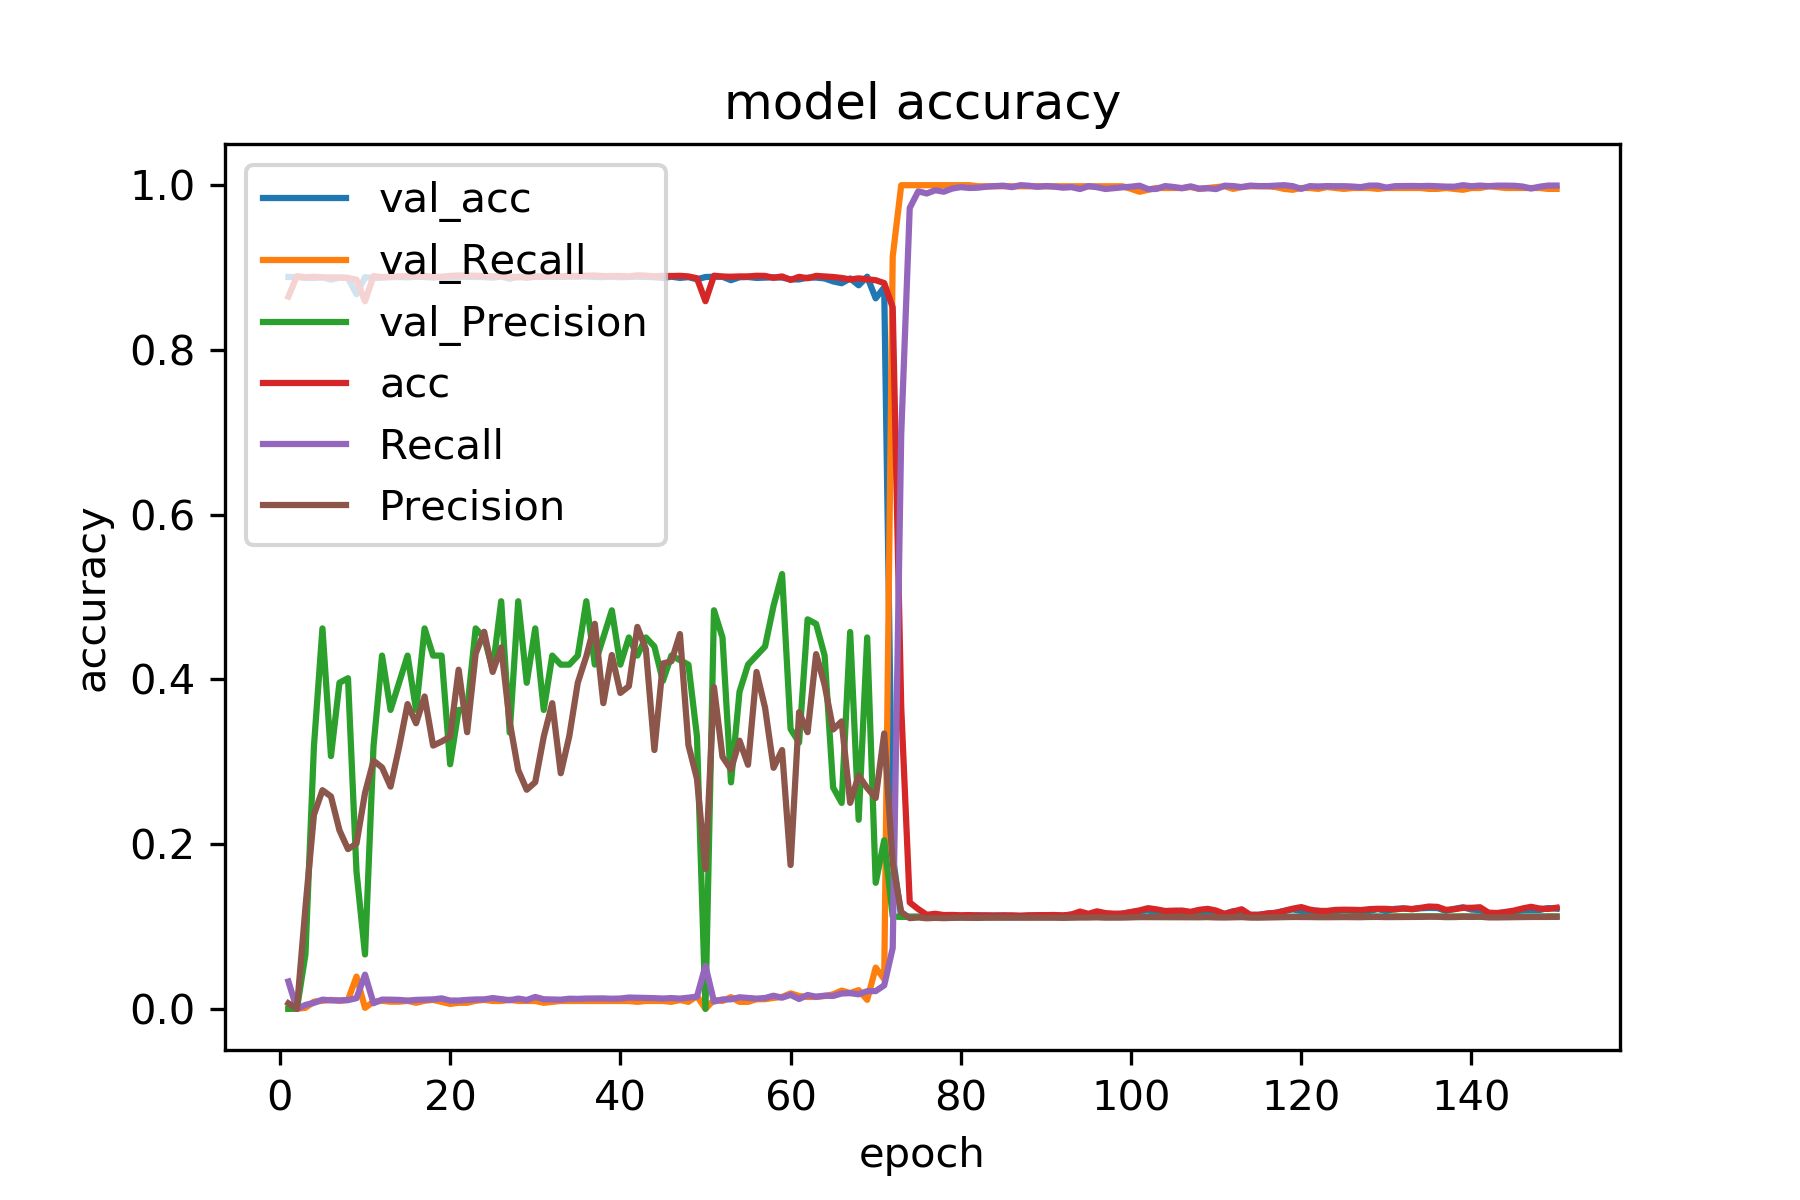 model accuracy
accuracy
1.0
0.8
0.6
0.4
0.2
0.0
val_acc
val_Recall
val_Precision
acc
Recall
Precision
0 20 40 60 80 100 120 140
epoch